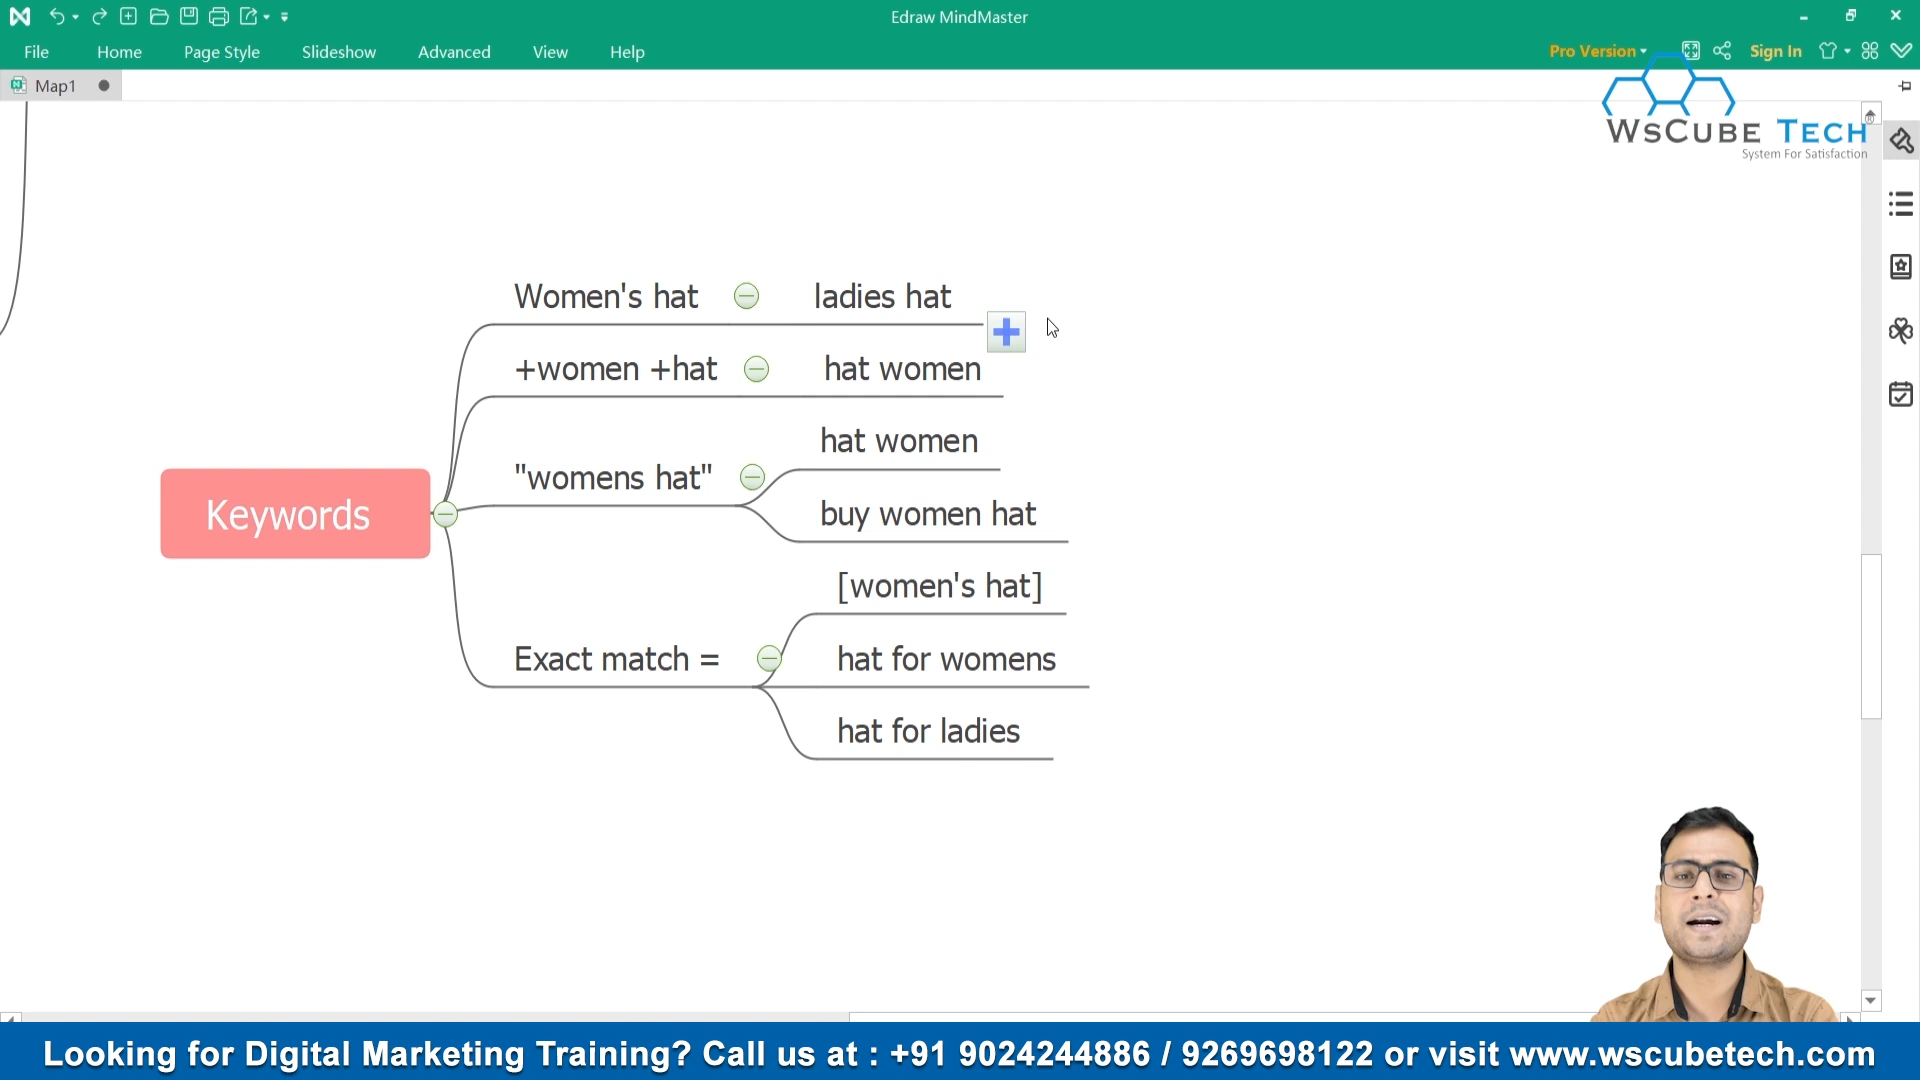 Edraw MindMaster
File Home Page Style Slideshow Advanced View Help
Pro Version Sign In
Map1
WsCUBE TECH
System For Satisfaction
Women's hat ladies hat
+women +hat hat women
"womens hat" hat women
buy women hat
Keywords
Exact match = [women's hat]
hat for womens
hat for ladies
Looking for Digital Marketing Training? Call us at : +91 9024244886 / 9269698122 or visit www.wscubetech.com